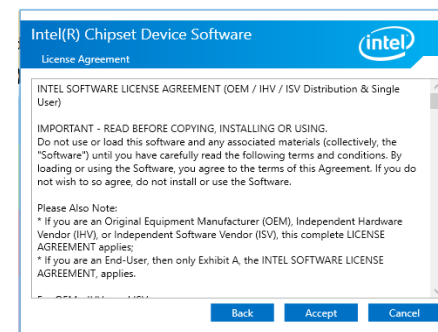 Intel(R) Chipset Device Software
License Agreement
intel
INTEL SOFTWARE LICENSE AGREEMENT (OEM / IHV / ISV Distribution & Single
User)
IMPORTANT - READ BEFORE COPYING, INSTALLING OR USING.
Do not use or load this software and any associated materials (collectively, the
"Software") until you have carefully read the following terms and conditions. By
loading or using the Software, you agree to the terms of this Agreement. If you do
not wish to so agree, do not install or use the Software.
Please Also Note:
* If you are an Original Equipment Manufacturer (OEM), Independent Hardware
Vendor (IHV), or Independent Software Vendor (ISV), this complete LICENSE
AGREEMENT applies;
* If you are an End-User, then only Exhibit A, the INTEL SOFTWARE LICENSE
AGREEMENT, applies.
Back Accept Cancel